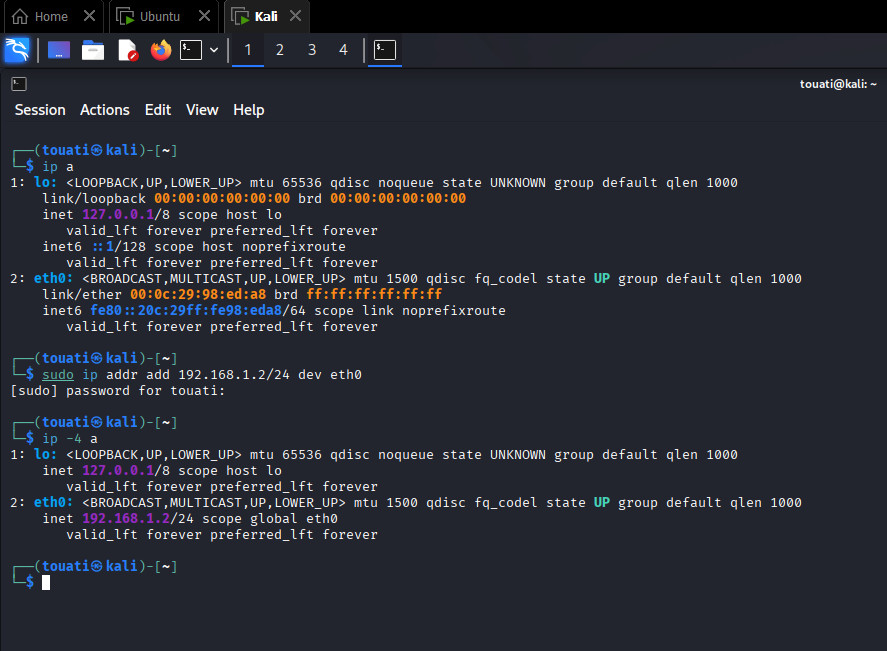 Home
Ubuntu
Kali
1 2 3 4
touati@kali: ~
Session Actions Edit View Help
┌──(touati㉿kali)-[~]
└─$ ip a
1: lo: <LOOPBACK,UP,LOWER_UP> mtu 65536 qdisc noqueue state UNKNOWN group default qlen 1000
    link/loopback 00:00:00:00:00:00 brd 00:00:00:00:00:00
    inet 127.0.0.1/8 scope host lo
       valid_lft forever preferred_lft forever
    inet6 ::1/128 scope host noprefixroute
       valid_lft forever preferred_lft forever
2: eth0: <BROADCAST,MULTICAST,UP,LOWER_UP> mtu 1500 qdisc fq_codel state UP group default qlen 1000
    link/ether 00:0c:29:98:ed:a8 brd ff:ff:ff:ff:ff:ff
    inet6 fe80::20c:29ff:fe98:eda8/64 scope link noprefixroute
       valid_lft forever preferred_lft forever
┌──(touati㉿kali)-[~]
└─$ sudo ip addr add 192.168.1.2/24 dev eth0
[sudo] password for touati:
┌──(touati㉿kali)-[~]
└─$ ip -4 a
1: lo: <LOOPBACK,UP,LOWER_UP> mtu 65536 qdisc noqueue state UNKNOWN group default qlen 1000
    inet 127.0.0.1/8 scope host lo
       valid_lft forever preferred_lft forever
2: eth0: <BROADCAST,MULTICAST,UP,LOWER_UP> mtu 1500 qdisc fq_codel state UP group default qlen 1000
    inet 192.168.1.2/24 scope global eth0
       valid_lft forever preferred_lft forever
┌──(touati㉿kali)-[~]
└─$